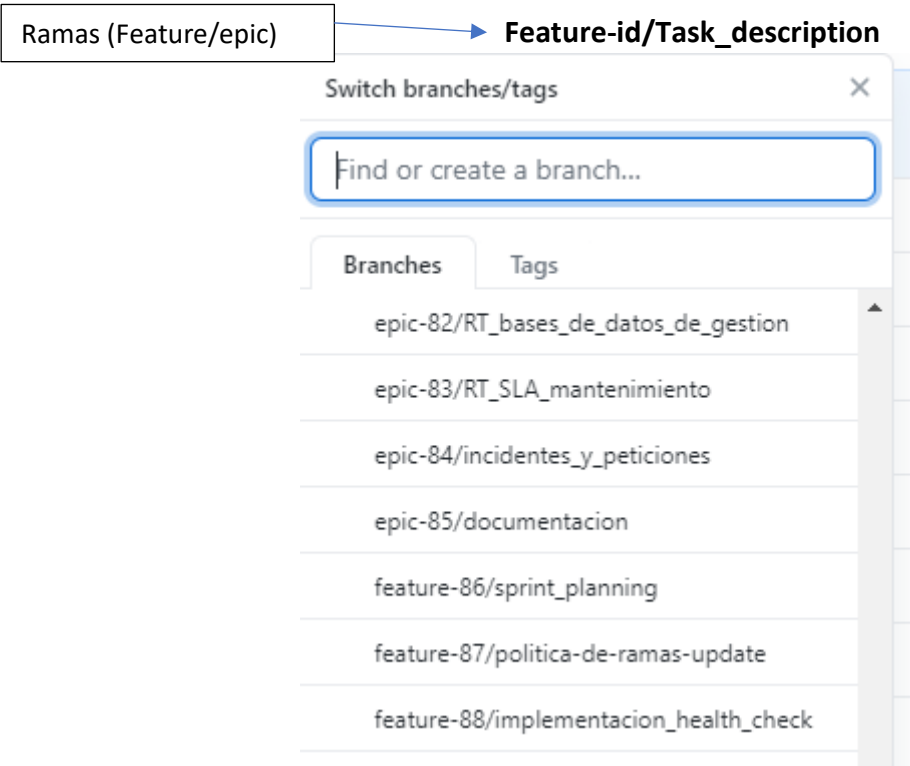 Ramas (Feature/epic)
Feature-id/Task_description
Switch branches/tags
Find or create a branch...
Branches
Tags
epic-82/RT_bases_de_datos_de_gestion
epic-83/RT_SLA_mantenimiento
epic-84/incidentes_y_peticiones
epic-85/documentacion
feature-86/sprint_planning
feature-87/politica-de-ramas-update
feature-88/implementacion_health_check